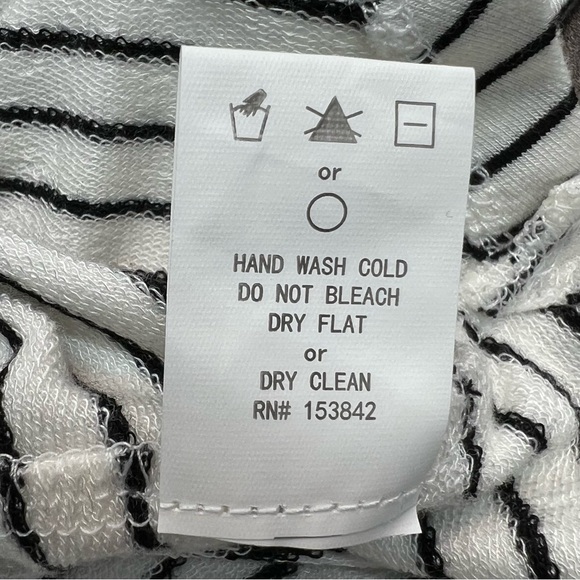 or
HAND WASH COLD
DO NOT BLEACH
DRY FLAT
or
DRY CLEAN
RN# 153842